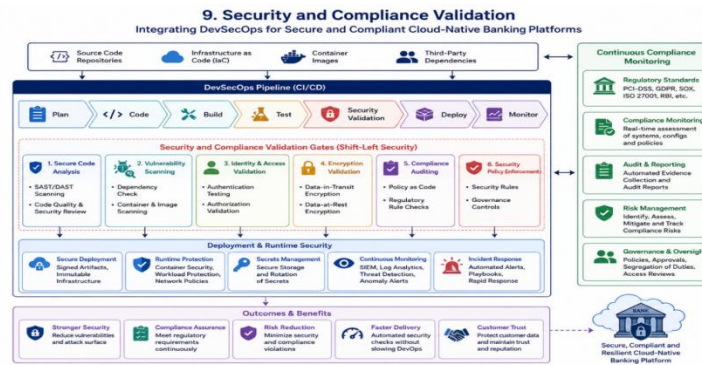 9. Security and Compliance Validation
Integrating DevSecOps for Secure and Compliant Cloud-Native Banking Platforms
Source Code
Repositories
Infrastructure as
Code (IaC)
Container
Images
Third-Party
Dependencies
DevSecOps Pipeline (CI/CD)
Plan
</> Code
Build
Test
Security
Validation
Deploy
Monitor
Security and Compliance Validation Gates (Shift-Left Security)
1. Secure Code
Analysis
• SAST/DAST
Scanning
• Code Quality &
Security Review
2. Vulnerability
Scanning
• Dependency
Check
• Container & Image
Scanning
3. Identity & Access
Validation
• Authentication
Testing
• Authorization
Validation
4. Encryption
Validation
• Data-in-Transit
Encryption
• Data-at-Rest
Encryption
5. Compliance
Auditing
• Policy as Code
• Regulatory
Rule Checks
6. Security
Policy Enforcement
• Security Rules
• Governance
Controls
Deployment & Runtime Security
Secure Deployment
Signed Artifacts,
Immutable
Infrastructure
Runtime Protection
Container Security,
Workload Protection,
Network Policies
Secrets Management
Secure Storage
and Rotation
of Secrets
Continuous Monitoring
SIEM, Log Analytics,
Threat Detection,
Anomaly Alerts
Incident Response
Automated Alerts,
Playbooks,
Rapid Response
Outcomes & Benefits
Stronger Security
Reduce vulnerabilities
and attack surface
Compliance Assurance
Meet regulatory
requirements
continuously
Risk Reduction
Minimize security
and compliance
violations
Faster Delivery
Automated security
checks without
slowing DevOps
Customer Trust
Protect customer data
and maintain trust
and reputation
Continuous Compliance
Monitoring
Regulatory Standards
PCI-DSS, GDPR, SOX,
ISO 27001, RBI, etc.
Compliance Monitoring
Real-time assessment
of systems, configs
and policies
Audit & Reporting
Automated Evidence
Collection and
Audit Reports
Risk Management
Identify, Assess,
Mitigate and Track
Compliance Risks
Governance & Oversight
Policies, Approvals,
Segregation of Duties,
Access Reviews
BANK
Secure, Compliant and
Resilient Cloud-Native
Banking Platform